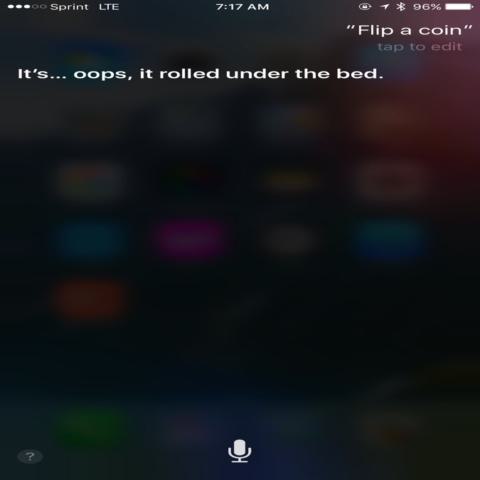 Sprint LTE 7:17 AM 96%
“Flip a coin”
tap to edit
It's... oops, it rolled under the bed.
?